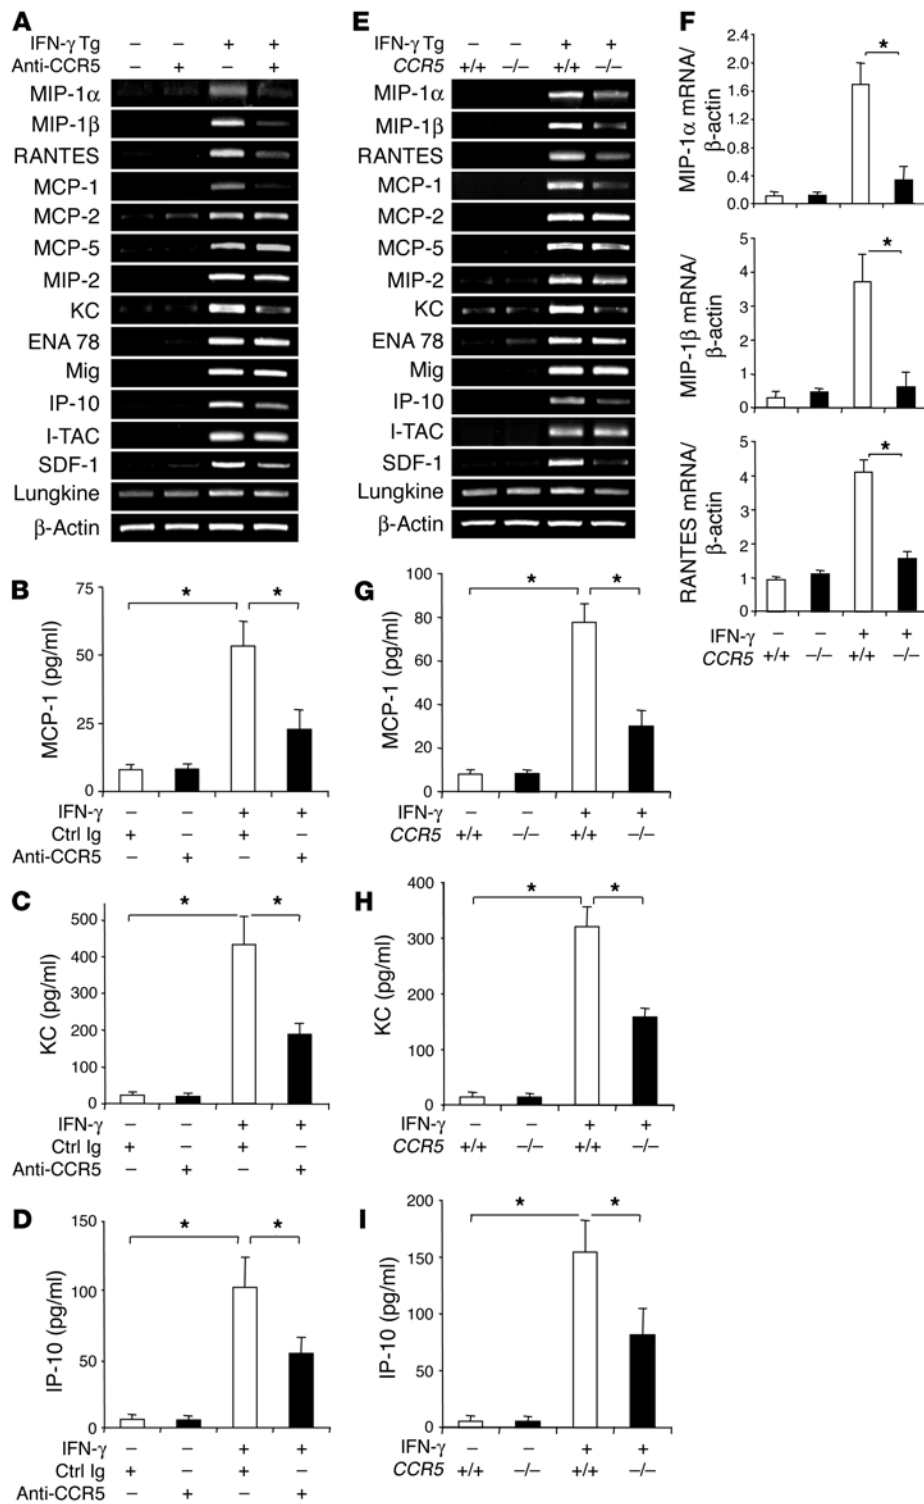 A
IFN-γ Tg – – + +
Anti-CCR5 – + – +
MIP-1α
MIP-1β
RANTES
MCP-1
MCP-2
MCP-5
MIP-2
KC
ENA 78
Mig
IP-10
I-TAC
SDF-1
Lungkine
β-Actin
E
IFN-γ Tg – – + +
CCR5 +/+ –/– +/+ –/–
MIP-1α
MIP-1β
RANTES
MCP-1
MCP-2
MCP-5
MIP-2
KC
ENA 78
Mig
IP-10
I-TAC
SDF-1
Lungkine
β-Actin
F
MIP-1α mRNA/
β-actin
2.4
2.0
1.6
1.2
0.8
0.4
0.0
*
MIP-1β mRNA/
β-actin
5
4
3
2
1
0
*
RANTES mRNA/
β-actin
5
4
3
2
1
0
*
IFN-γ – – + +
CCR5 +/+ –/– +/+ –/–
B
MCP-1 (pg/ml)
75
50
25
0
* *
IFN-γ – – + +
Ctrl Ig + – + –
Anti-CCR5 – + – +
G
MCP-1 (pg/ml)
100
80
60
40
20
0
* *
IFN-γ – – + +
CCR5 +/+ –/– +/+ –/–
C
KC (pg/ml)
500
400
300
200
100
0
* *
IFN-γ – – + +
Ctrl Ig + – + –
Anti-CCR5 – + – +
H
KC (pg/ml)
400
300
200
100
0
* *
IFN-γ – – + +
CCR5 +/+ –/– +/+ –/–
D
IP-10 (pg/ml)
150
100
50
0
* *
IFN-γ – – + +
Ctrl Ig + – + –
Anti-CCR5 – + – +
I
IP-10 (pg/ml)
200
150
100
50
0
* *
IFN-γ – – + +
CCR5 +/+ –/– +/+ –/–